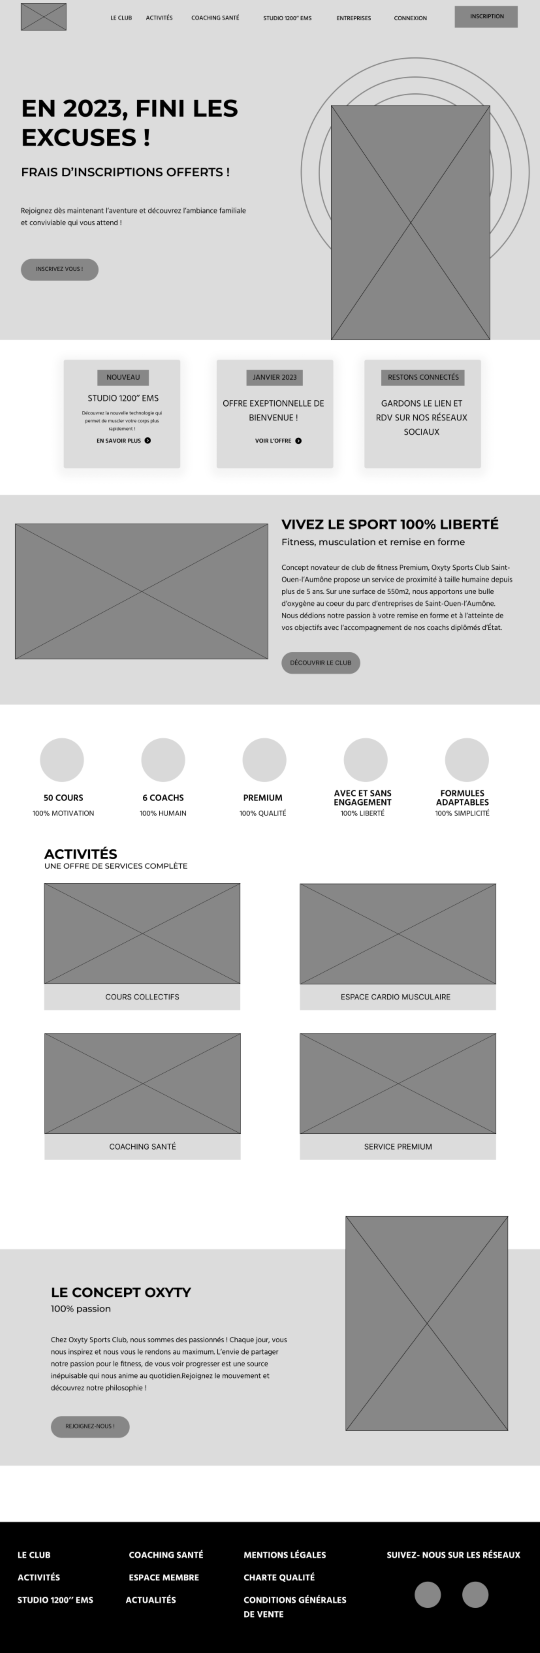 LE CLUB
ACTIVITÉS
COACHING SANTÉ
STUDIO 1200’’ EMS
ENTREPRISES
CONNEXION
INSCRIPTION
EN 2023, FINI LES
EXCUSES !
FRAIS D’INSCRIPTIONS OFFERTS !
Rejoignez dès maintenant l’aventure et découvrez l’ambiance familiale
et conviviable qui vous attend !
INSCRIVEZ VOUS !
NOUVEAU
STUDIO 1200’’ EMS
Découvrez la nouvelle technologie qui
permet de muscler votre corps plus
rapidement !
EN SAVOIR PLUS
JANVIER 2023
OFFRE EXEPTIONNELLE DE
BIENVENUE !
VOIR L’OFFRE
RESTONS CONNECTÉS
GARDONS LE LIEN ET
RDV SUR NOS RÉSEAUX
SOCIAUX
VIVEZ LE SPORT 100% LIBERTÉ
Fitness, musculation et remise en forme
Concept novateur de club de fitness Premium, Oxyty Sports Club Saint-
Ouen-l’Aumône propose un service de proximité à taille humaine depuis
plus de 5 ans. Sur une surface de 550m2, nous apportons une bulle
d’oxygène au coeur du parc d’entreprises de Saint-Ouen-l’Aumône.
Nous dédions notre passion à votre remise en forme et à l’atteinte de
vos objectifs avec l’accompagnement de nos coachs diplômés d’État.
DÉCOUVRIR LE CLUB
50 COURS
100% MOTIVATION
6 COACHS
100% HUMAIN
PREMIUM
100% QUALITÉ
AVEC ET SANS
ENGAGEMENT
100% LIBERTÉ
FORMULES
ADAPTABLES
100% SIMPLICITÉ
ACTIVITÉS
UNE OFFRE DE SERVICES COMPLÈTE
COURS COLLECTIFS
ESPACE CARDIO MUSCULAIRE
COACHING SANTÉ
SERVICE PREMIUM
LE CONCEPT OXYTY
100% passion
Chez Oxyty Sports Club, nous sommes des passionnés ! Chaque jour, vous
nous inspirez et nous vous le rendons au maximum. L’envie de partager
notre passion pour le fitness, de vous voir progresser est une source
inépuisable qui nous anime au quotidien.Rejoignez le mouvement et
découvrez notre philosophie !
REJOIGNEZ-NOUS !
LE CLUB
ACTIVITÉS
STUDIO 1200’’ EMS
COACHING SANTÉ
ESPACE MEMBRE
ACTUALITÉS
MENTIONS LÉGALES
CHARTE QUALITÉ
CONDITIONS GÉNÉRALES
DE VENTE
SUIVEZ- NOUS SUR LES RÉSEAUX